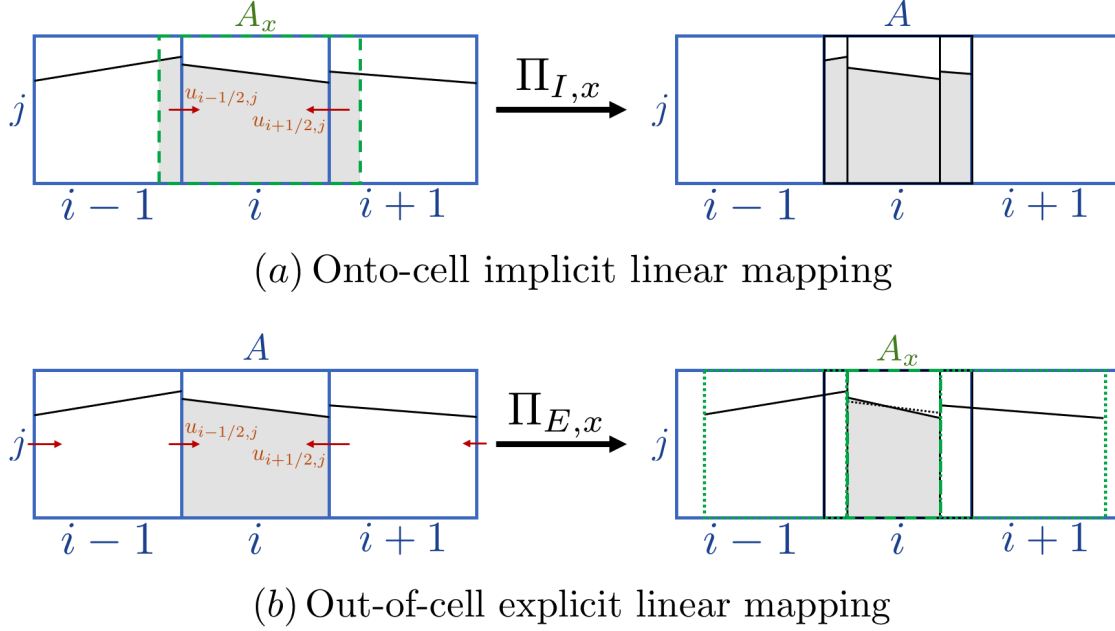 A_x A
j u_{i-1/2,j} u_{i+1/2,j} Π_{I,x} j
i − 1 i i + 1 i − 1 i i + 1
(a) Onto-cell implicit linear mapping
A A_x
j u_{i-1/2,j} u_{i+1/2,j} Π_{E,x} j
i − 1 i i + 1 i − 1 i i + 1
(b) Out-of-cell explicit linear mapping